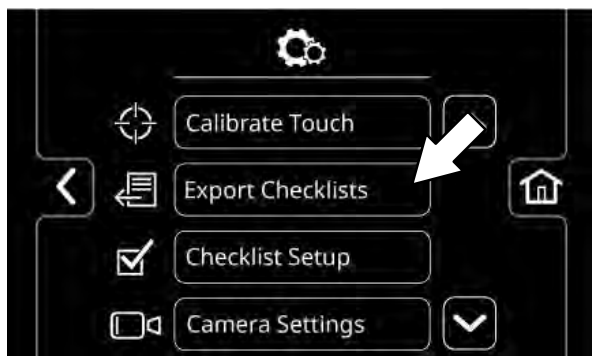 Calibrate Touch
Export Checklists
Checklist Setup
Camera Settings